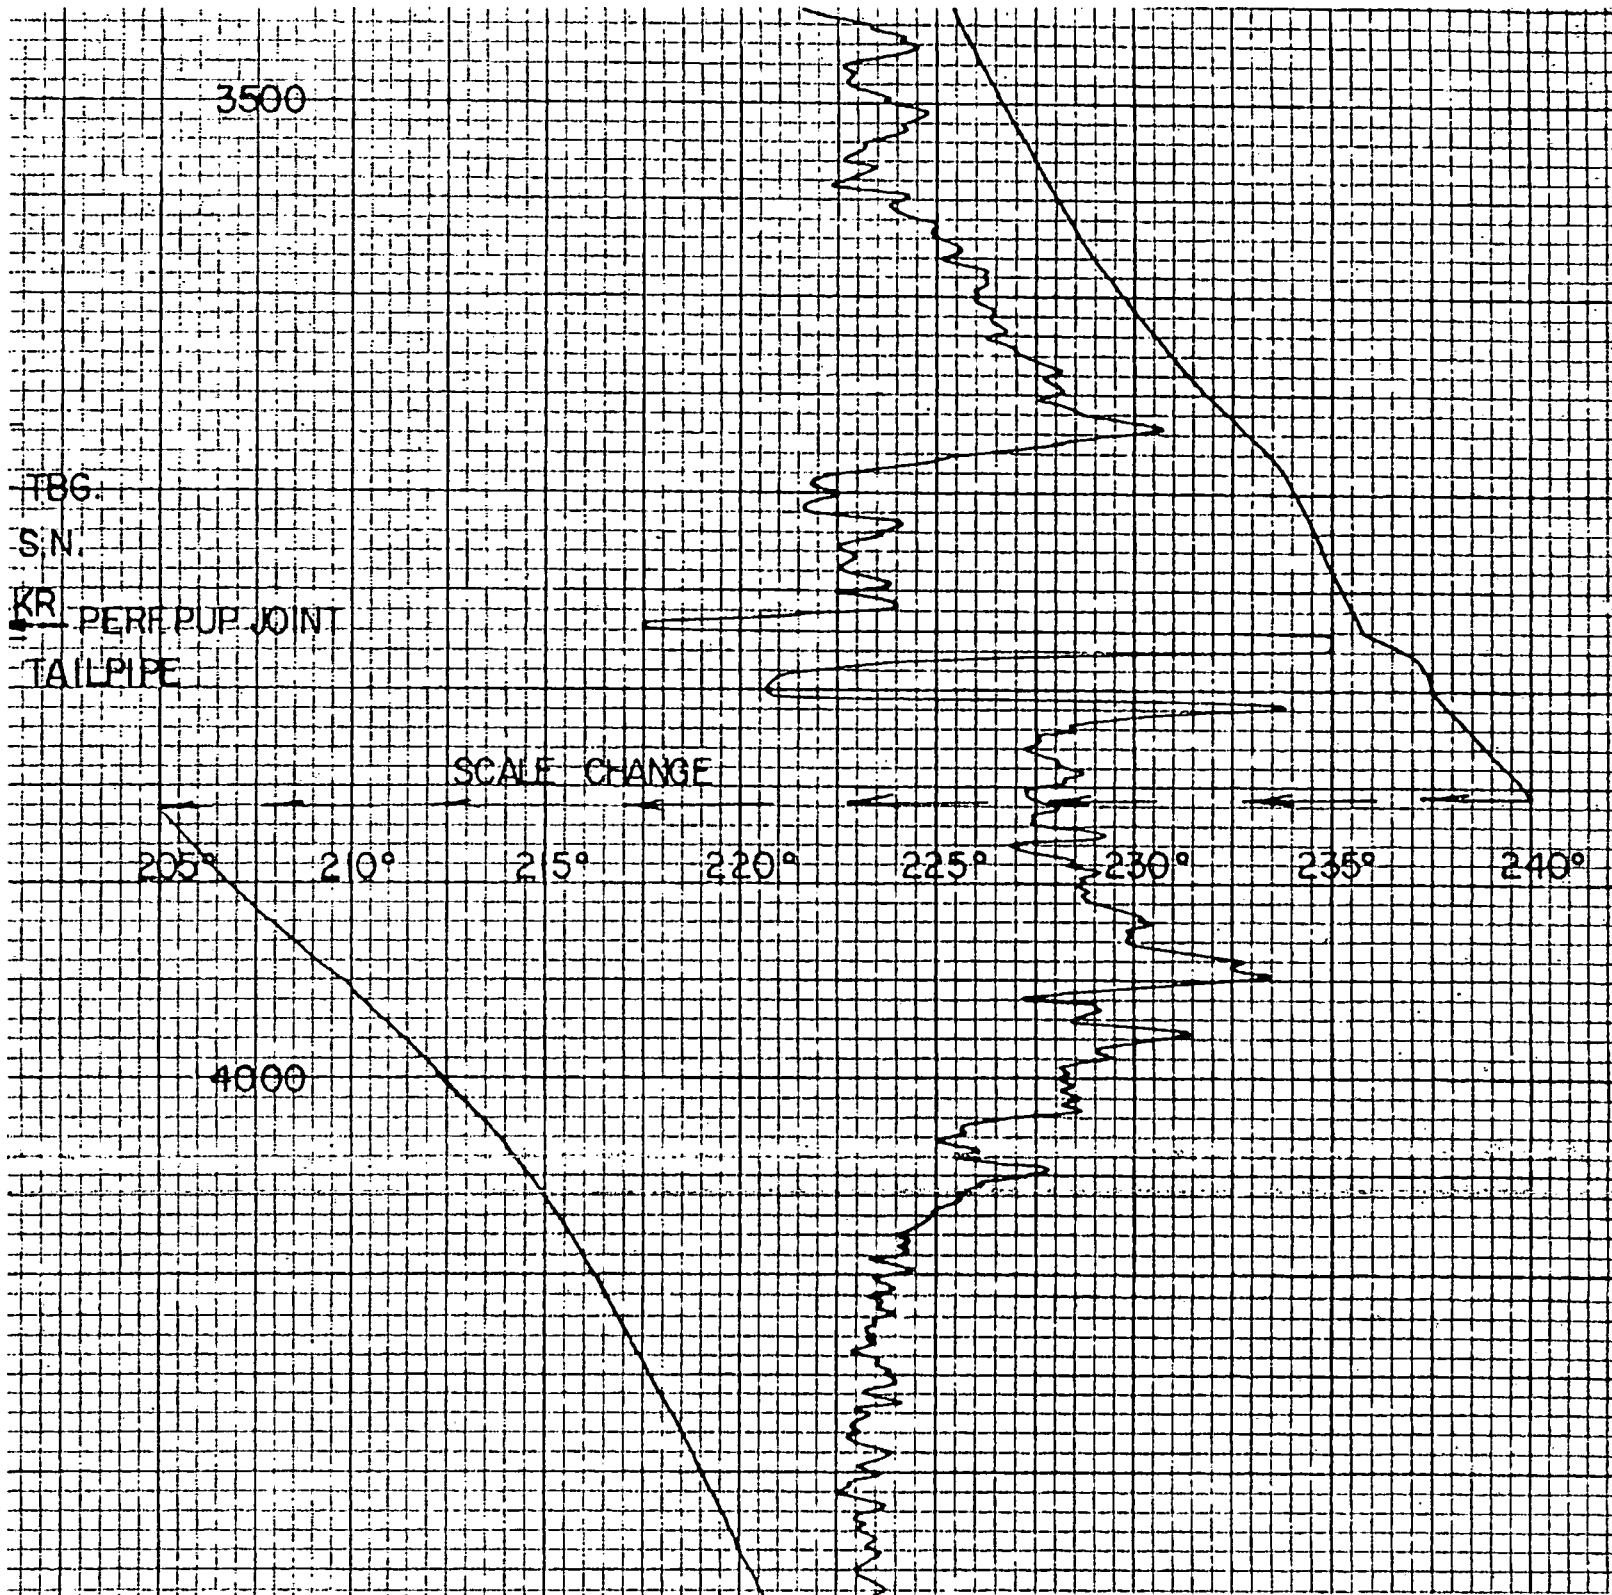 3500
TBG.
S.N.
KR
PERF PUP JOINT
TAILPIPE
SCALE CHANGE
205° 210° 215° 220° 225° 230° 235° 240°
4000